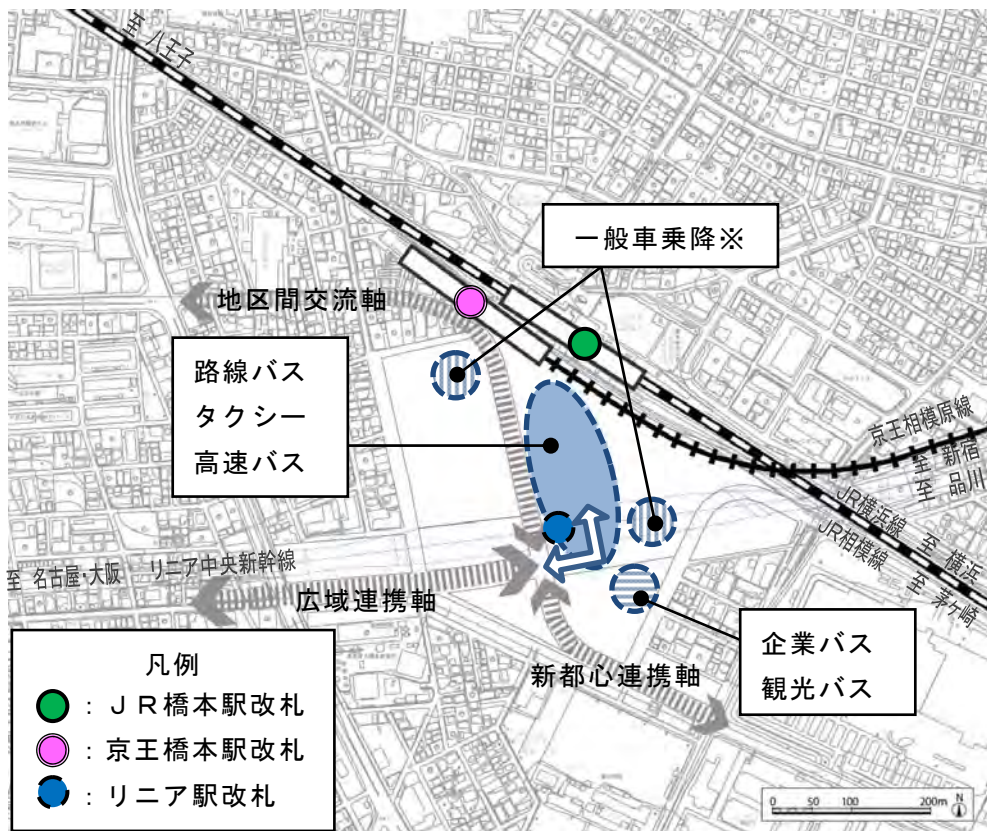 至 八王子
一般車乗降※
地区間交流軸
路線バス
タクシー
高速バス
京王相模原線
至 新宿
至 品川
JR横浜線
至 横浜
JR相模線
至 茅ヶ崎
至 名古屋・大阪
リニア中央新幹線
広域連携軸
新都心連携軸
企業バス
観光バス
凡例
：ＪＲ橋本駅改札
：京王橋本駅改札
：リニア駅改札
0 50 100 200m
N